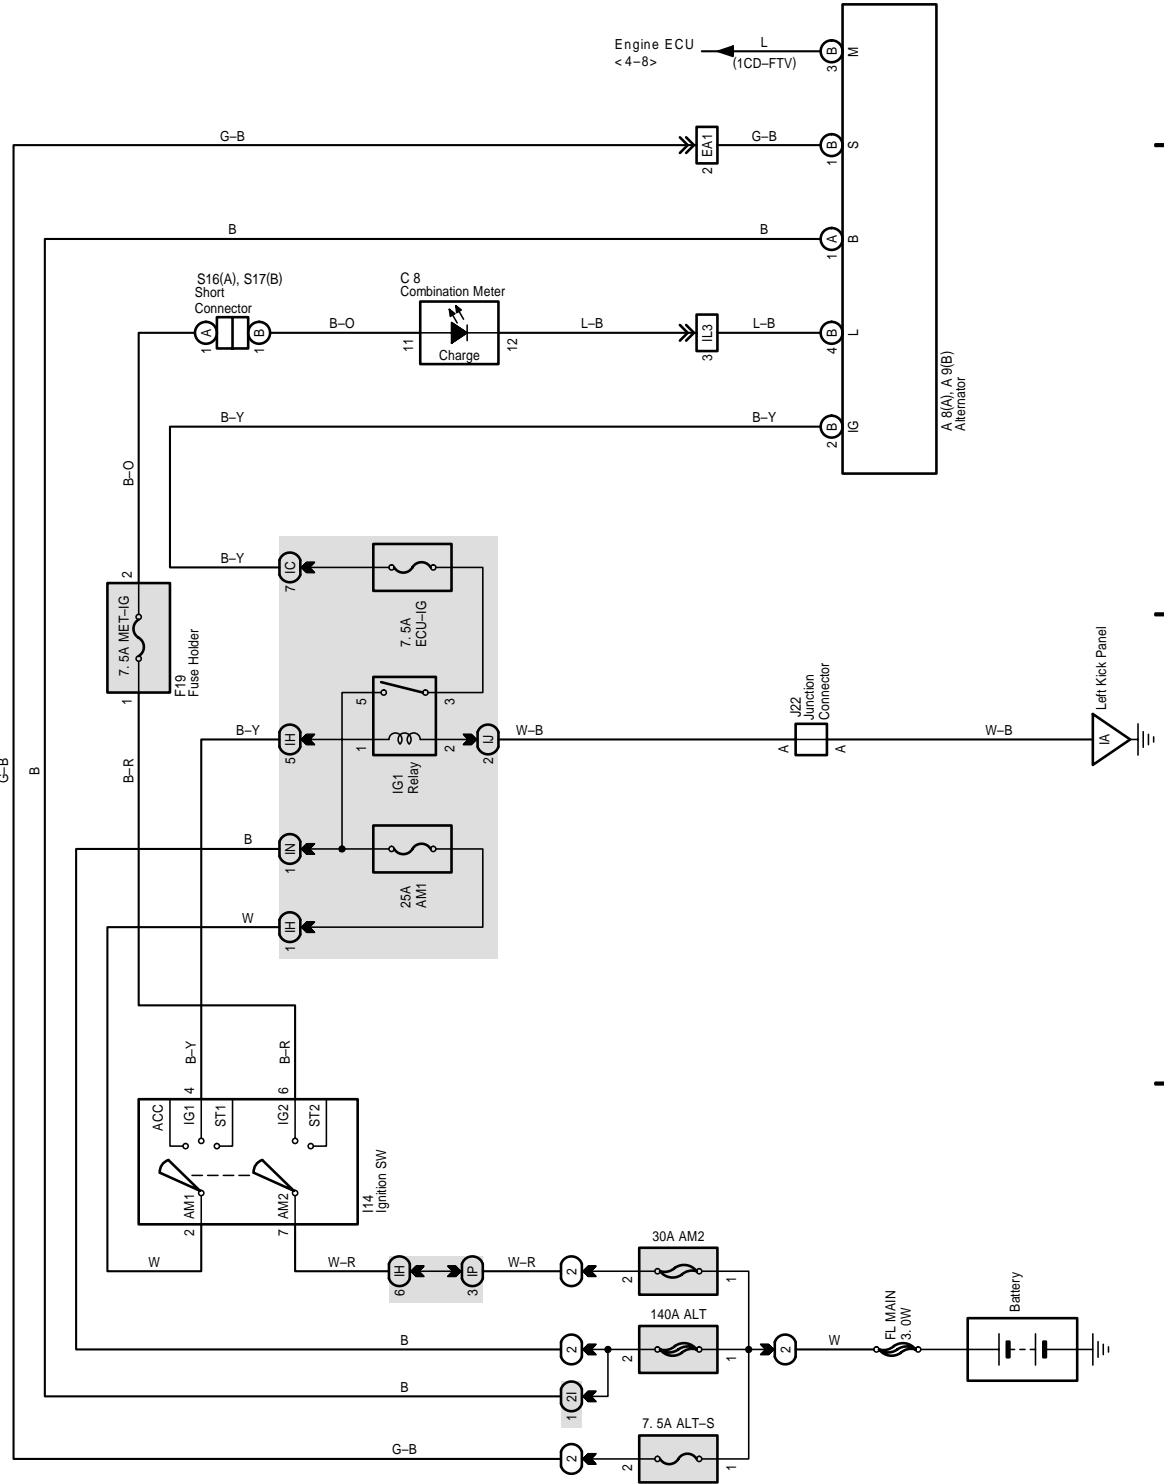 Engine ECU
<4–8>
L
(1CD–FTV)
B
3
M
G–B
EA1
2
G–B
B
1
S
B
B
A
1
B
S16(A), S17(B)
Short
Connector
A
1
B
1
B–O
C 8
Combination Meter
11
Charge
12
L–B
IL3
3
L–B
B
4
L
B–Y
B–Y
B
2
IG
A 8(A), A 9(B)
Alternator
B–O
B–Y
IC
7
7. 5A
ECU–IG
2
7. 5A MET–IG
1
F19
Fuse Holder
5
3
1
2
IG1
Relay
B–Y
IH
5
IJ
2
W–B
J22
Junction
Connector
A
A
W–B
Left Kick Panel
IA
G–B
B
B–R
B
IN
1
25A
AM1
W
IH
1
B–Y
B–R
4
6
ACC
IG1
ST1
IG2
ST2
AM1
AM2
2
7
I14
Ignition SW
W
W–R
IH
6
IP
3
W–R
2
30A AM2
2
1
B
2
140A ALT
2
1
2
W
FL MAIN
3. 0W
Battery
B
2I
1
G–B
2
7. 5A ALT–S
2
1